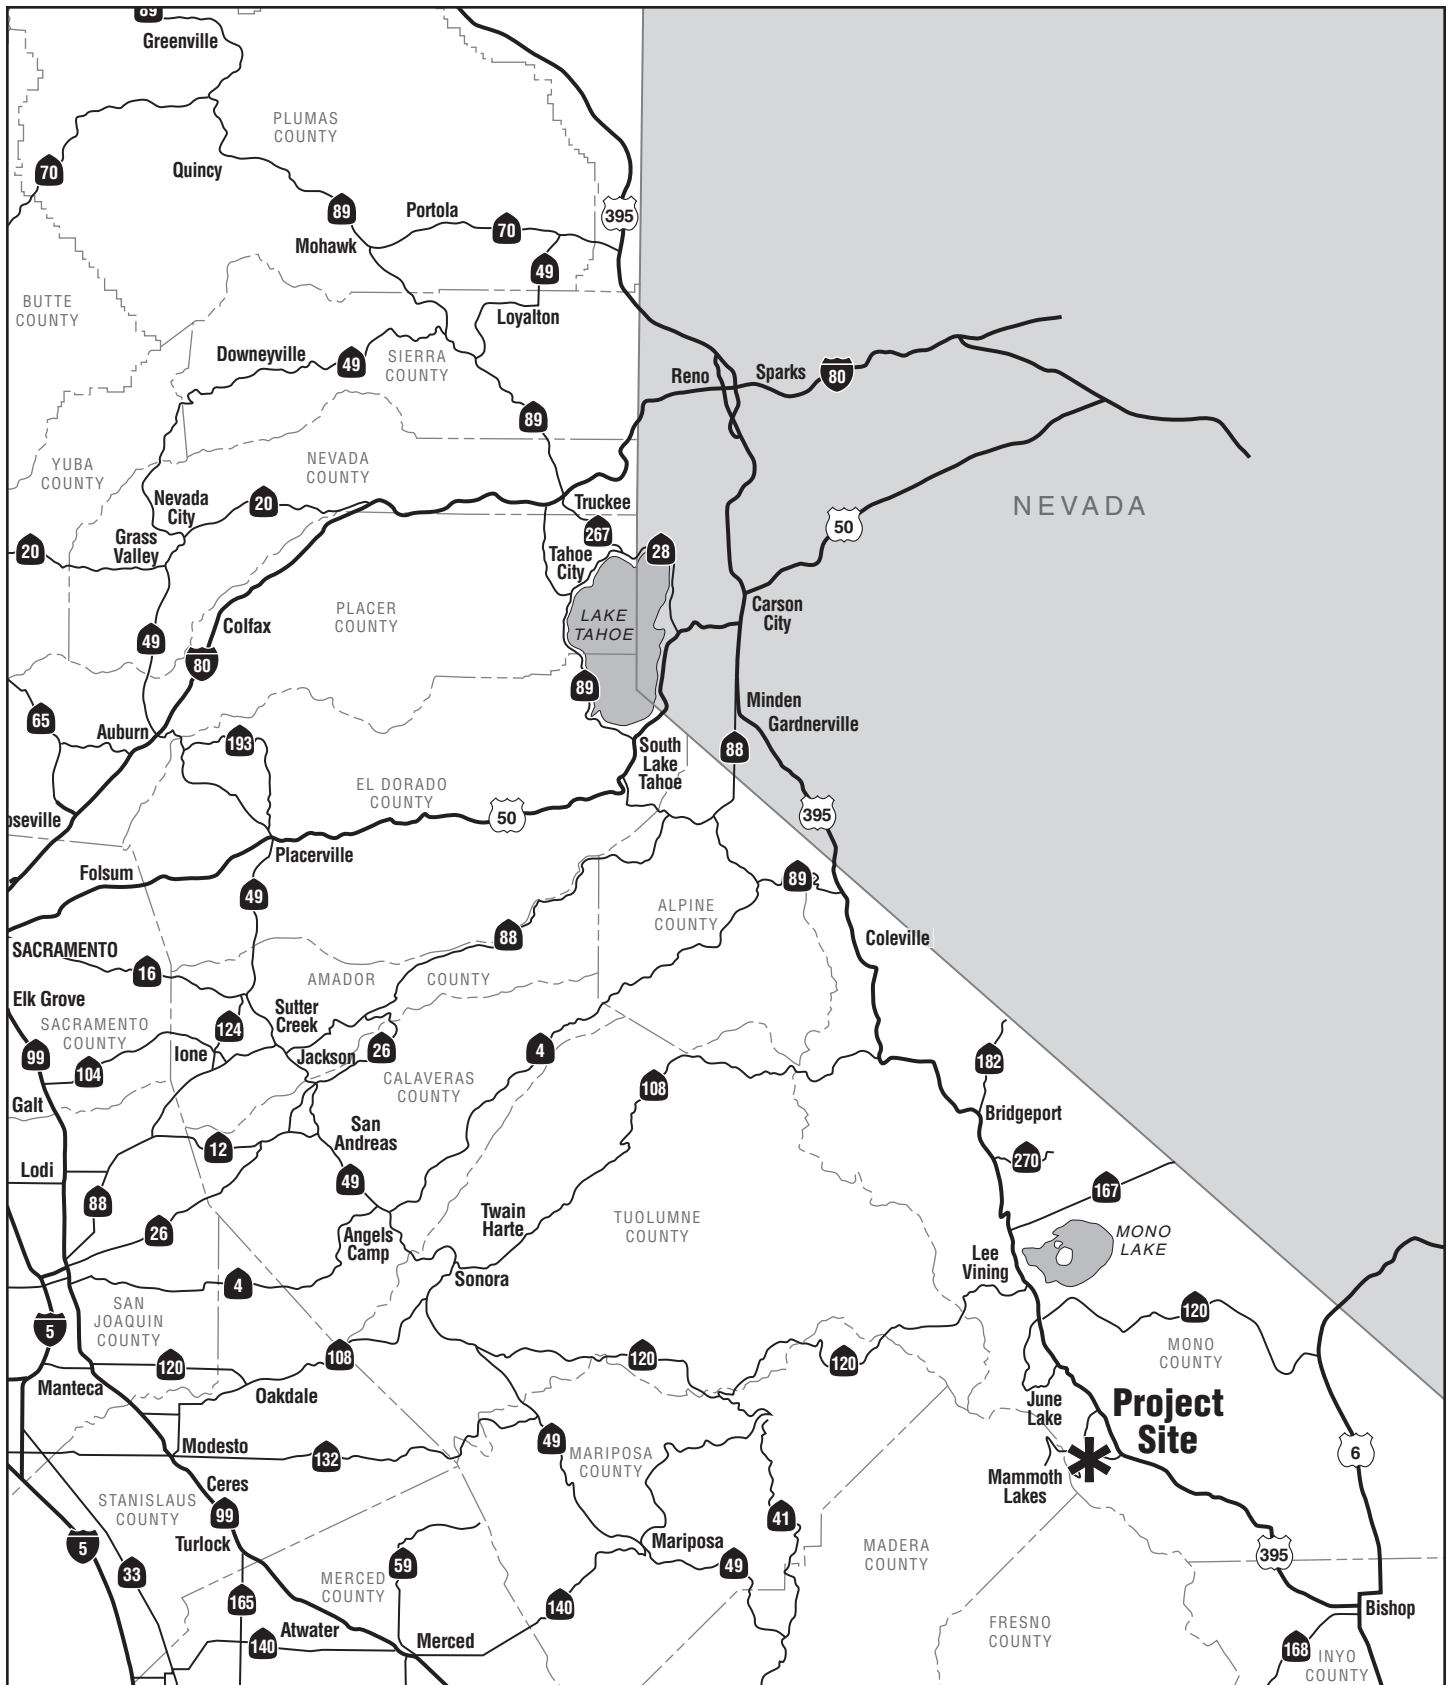 89
Greenville
PLUMAS
COUNTY
70
Quincy
89
Portola
70
395
Mohawk
49
BUTTE
COUNTY
Loyalton
Downeyville
49
SIERRA
COUNTY
Reno
Sparks
80
89
YUBA
COUNTY
NEVADA
COUNTY
Nevada
City
20
Truckee
NEVADA
50
267
28
20
Grass
Valley
Tahoe
City
LAKE
TAHOE
Carson
City
PLACER
COUNTY
Colfax
49
80
89
Minden
Gardnerville
65
Auburn
193
South
Lake
Tahoe
88
EL DORADO
COUNTY
50
395
oseville
Placerville
Folsum
49
89
ALPINE
COUNTY
88
Coleville
SACRAMENTO
16
AMADOR
COUNTY
Elk Grove
Sutter
Creek
SACRAMENTO
COUNTY
124
99
104
Ione
Jackson
26
4
182
CALAVERAS
COUNTY
108
Galt
Bridgeport
San
Andreas
12
270
Lodi
49
167
88
26
Twain
Harte
TUOLUMNE
COUNTY
Angels
Camp
MONO
LAKE
Lee
Vining
Sonora
4
SAN
JOAQUIN
COUNTY
5
120
MONO
COUNTY
120
108
120
120
Manteca
Oakdale
June
Lake
Project
Site
Modesto
132
49
MARIPOSA
COUNTY
6
Mammoth
Lakes
Ceres
STANISLAUS
COUNTY
99
41
Turlock
5
Mariposa
MADERA
COUNTY
395
33
59
49
MERCED
COUNTY
165
140
Bishop
Atwater
140
Merced
FRESNO
COUNTY
168
INYO
COUNTY